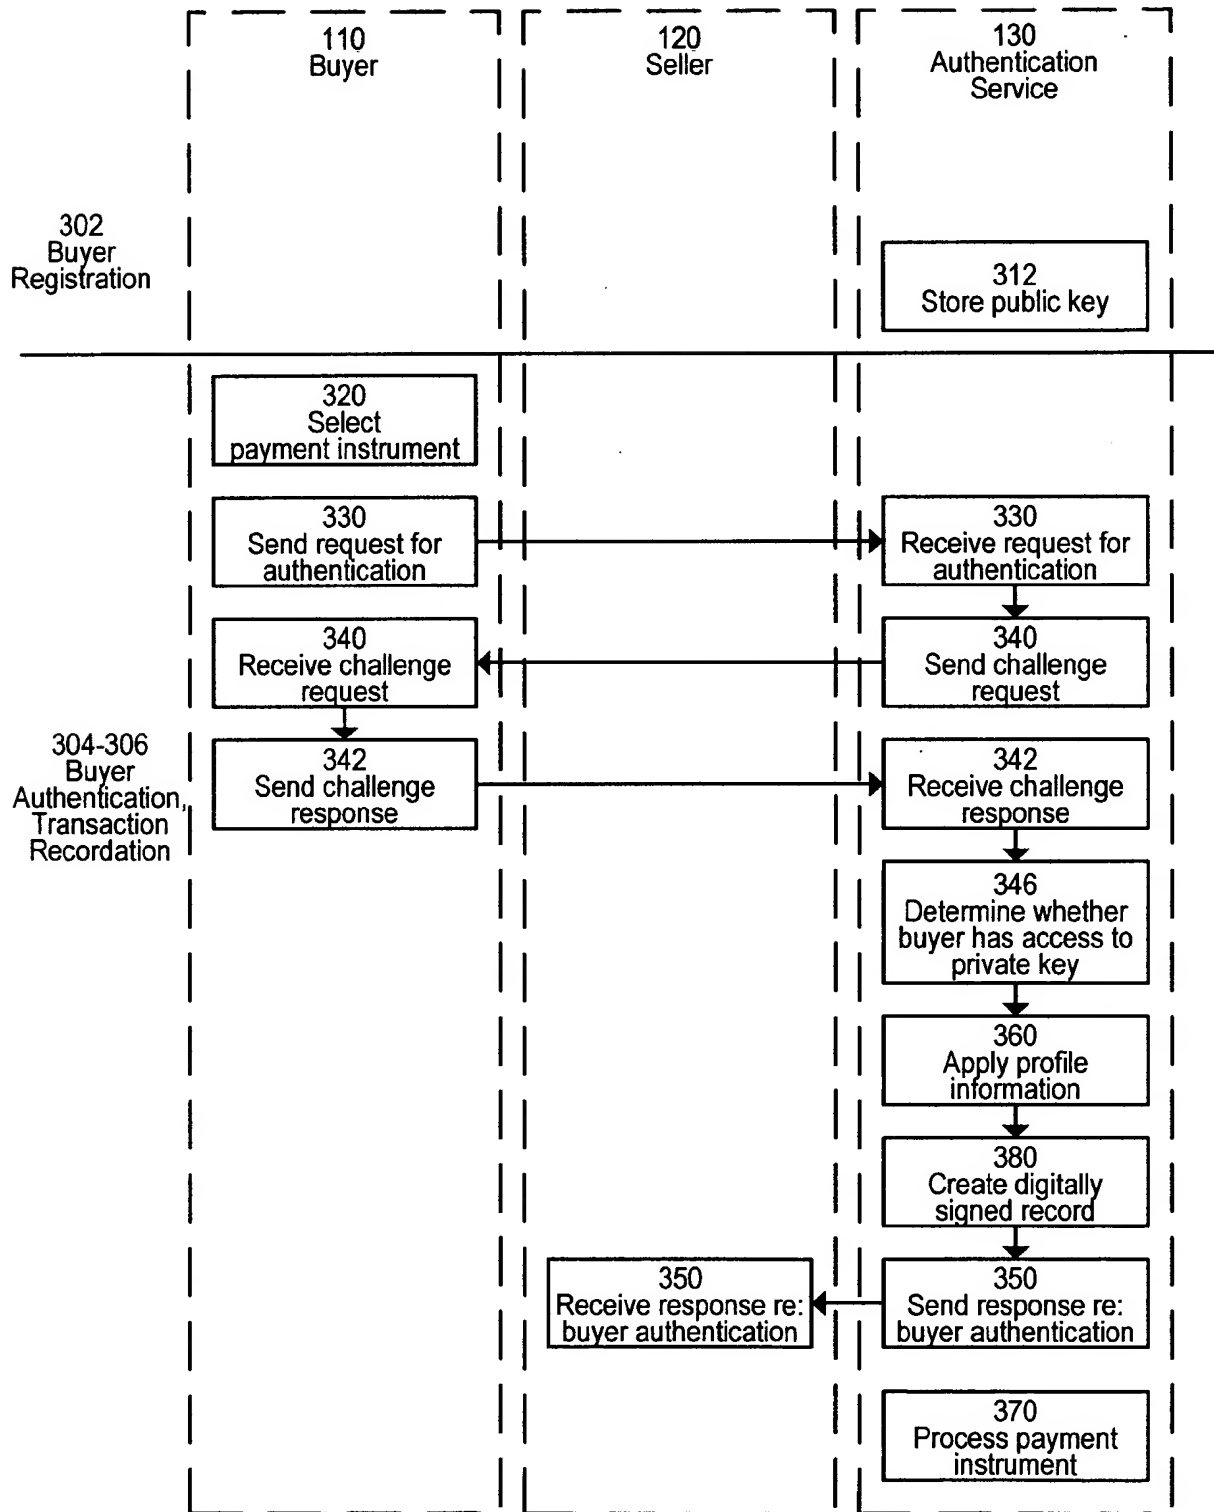 110
Buyer
120
Seller
130
Authentication
Service
302
Buyer
Registration
312
Store public key
320
Select
payment instrument
330
Send request for
authentication
330
Receive request for
authentication
340
Receive challenge
request
340
Send challenge
request
304-306
Buyer
Authentication,
Transaction
Recordation
342
Send challenge
response
342
Receive challenge
response
346
Determine whether
buyer has access to
private key
360
Apply profile
information
380
Create digitally
signed record
350
Receive response re:
buyer authentication
350
Send response re:
buyer authentication
370
Process payment
instrument